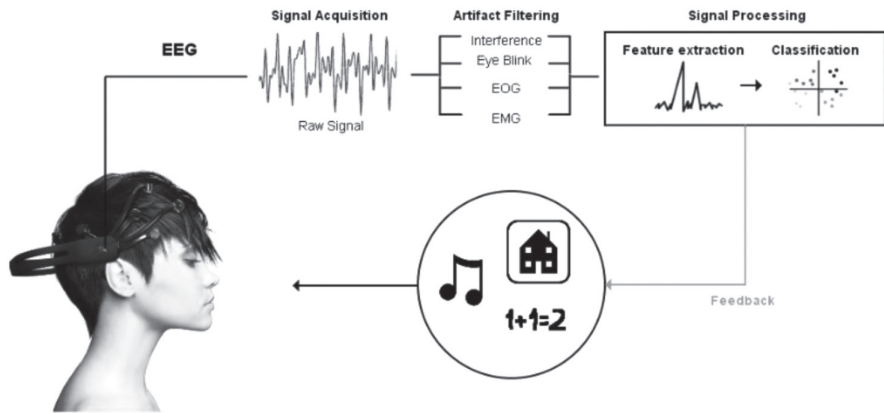 Signal Acquisition
Artifact Filtering
Signal Processing
EEG
Raw Signal
Interference
Eye Blink
EOG
EMG
Feature extraction
Classification
1+1=2
Feedback